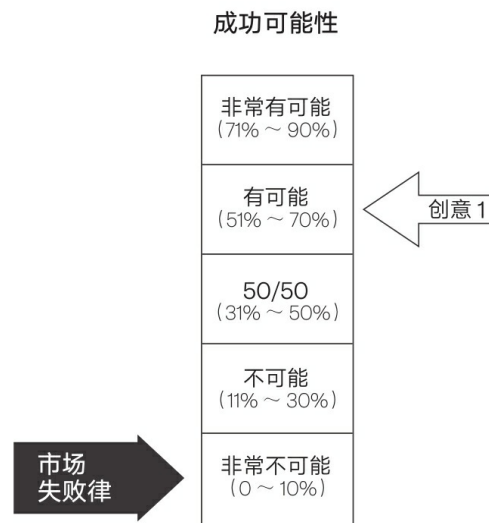 成功可能性
非常有可能
(71% ~ 90%)
有可能
(51% ~ 70%)
创意 1
50/50
(31% ~ 50%)
不可能
(11% ~ 30%)
市场
失败律
非常不可能
(0 ~ 10%)